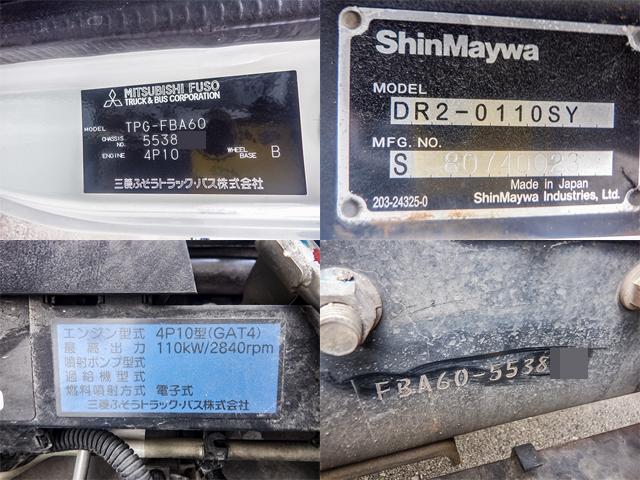 MITSUBISHI FUSO
TRUCK & BUS CORPORATION
MODEL TPG-FBA60
CHASSIS NO. 5538
ENGINE 4P10 WHEEL BASE B
三菱ふそうトラック・バス株式会社
ShinMaywa
MODEL
DR2-0110SY
MFG. NO.
S 80740023
Made in Japan
203-24325-0 ShinMaywa Industries, Ltd.
エンジン型式 4P10型(GAT4)
最高出力 110kW/2840rpm
噴射ポンプ型式
過給機型式
燃料噴射方式 電子式
三菱ふそうトラック・バス株式会社
FBA60-5538